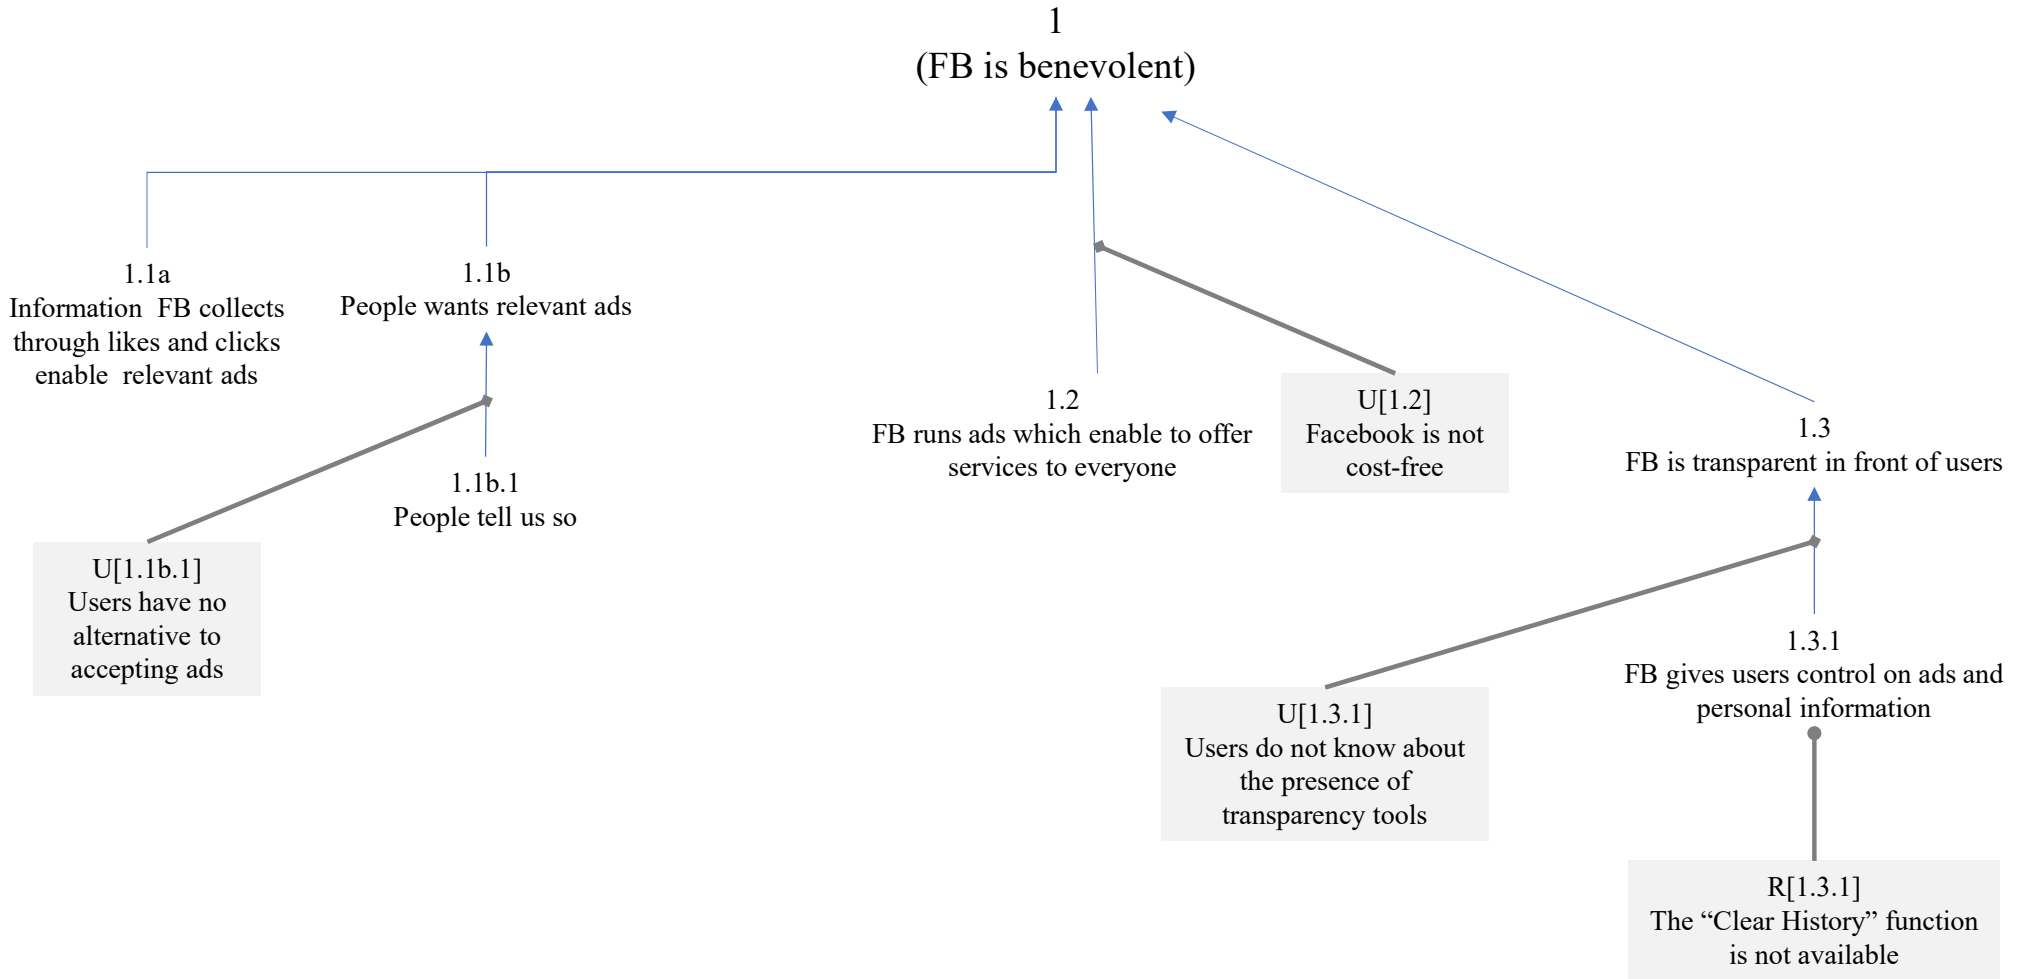 1
(FB is benevolent)
1.1a
Information FB collects
through likes and clicks
enable relevant ads
1.1b
People wants relevant ads
1.1b.1
People tell us so
U[1.1b.1]
Users have no
alternative to
accepting ads
1.2
FB runs ads which enable to offer
services to everyone
U[1.2]
Facebook is not
cost-free
1.3
FB is transparent in front of users
1.3.1
FB gives users control on ads and
personal information
U[1.3.1]
Users do not know about
the presence of
transparency tools
R[1.3.1]
The “Clear History” function
is not available